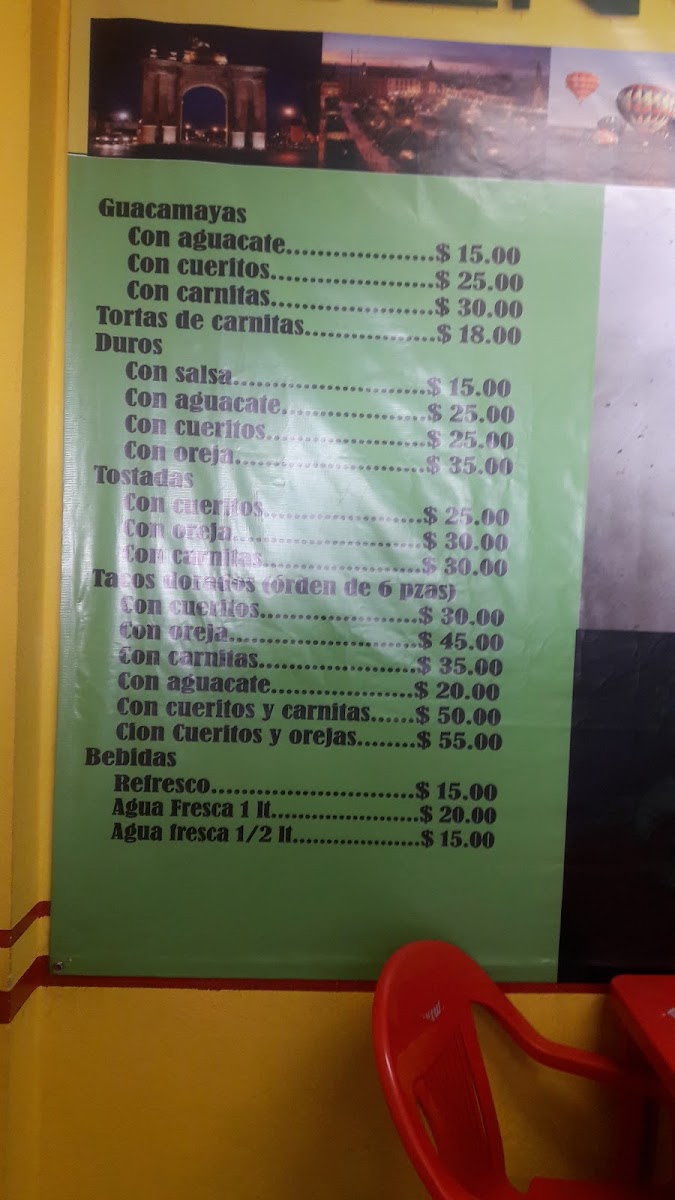 Guacamayas
Con aguacate.....................$ 15.00
Con cueritos.......................$ 25.00
Con carnitas.......................$ 30.00
Tortas de carnitas..................$ 18.00
Duros
Con salsa...........................$ 15.00
Con aguacate....................$ 25.00
Con cueritos......................$ 25.00
Con oreja..........................$ 35.00
Tostadas
Con cueritos......................$ 25.00
Con oreja..........................$ 30.00
Con carnitas......................$ 30.00
Tacos dorados (órden de 6 pzas)
Con cueritos......................$ 30.00
Con oreja..........................$ 45.00
Con carnitas......................$ 35.00
Con aguacate....................$ 20.00
Con cueritos y carnitas......$ 50.00
Cion Cueritos y orejas........$ 55.00
Bebidas
Refresco............................$ 15.00
Agua Fresca 1 lt.....................$ 20.00
Agua fresca 1/2 lt..................$ 15.00